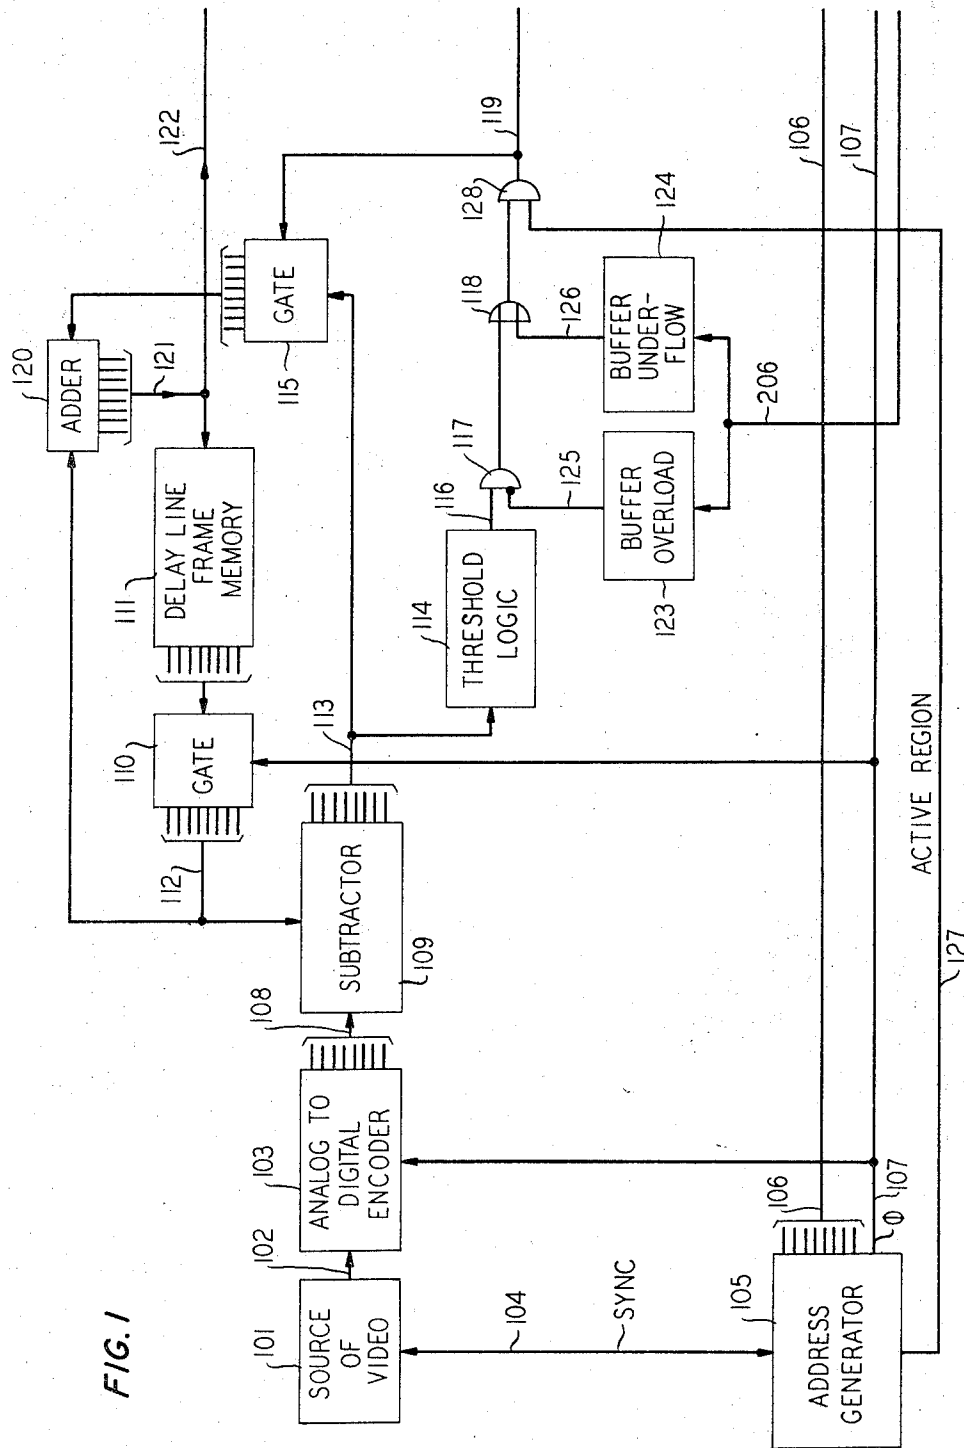 FIG. 1
101
SOURCE
OF
VIDEO
102
103
ANALOG TO
DIGITAL
ENCODER
108
SUBTRACTOR
109
113
112
110
GATE
111
DELAY LINE
FRAME
MEMORY
120
ADDER
121
122
GATE
115
114
THRESHOLD
LOGIC
116
117
118
128
119
125
126
BUFFER
OVERLOAD
123
BUFFER
UNDER-
FLOW
124
206
104
SYNC
105
ADDRESS
GENERATOR
106
Φ
107
106
107
ACTIVE REGION
127